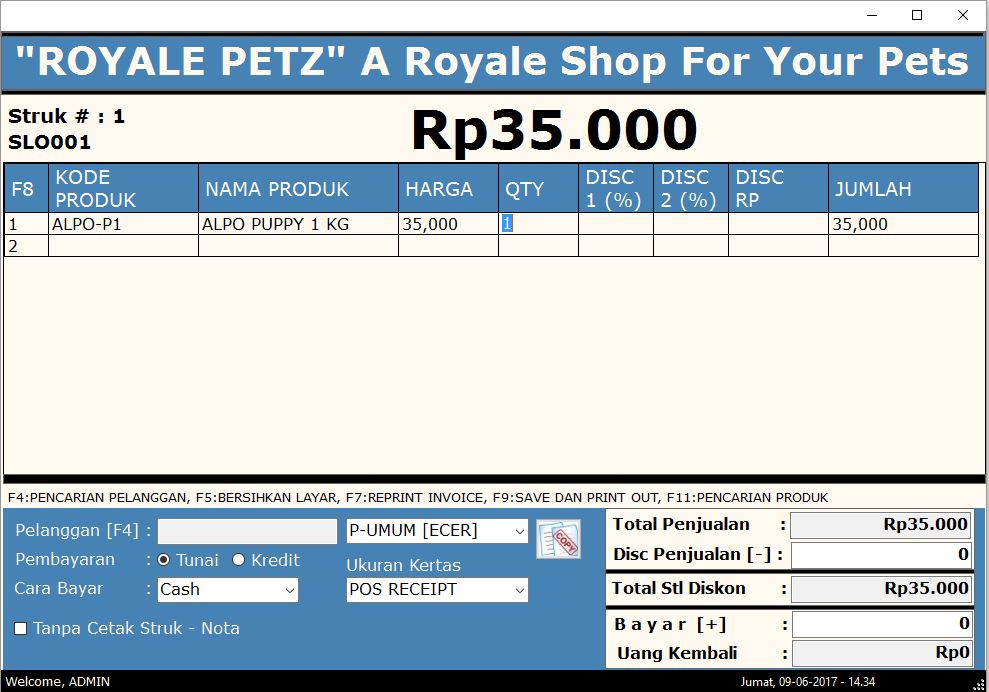 "ROYALE PETZ" A Royale Shop For Your Pets
Struk # : 1
SLO001
Rp35.000
F8 KODE PRODUK NAMA PRODUK HARGA QTY DISC 1 (%) DISC 2 (%) DISC RP JUMLAH
1 ALPO-P1 ALPO PUPPY 1 KG 35,000 1 35,000
2
F4:PENCARIAN PELANGGAN, F5:BERSIHKAN LAYAR, F7:REPRINT INVOICE, F9:SAVE DAN PRINT OUT, F11:PENCARIAN PRODUK
Pelanggan [F4] : P-UMUM [ECER]
COPY
Pembayaran : Tunai Kredit
Ukuran Kertas
Cara Bayar : Cash POS RECEIPT
Tanpa Cetak Struk - Nota
Total Penjualan : Rp35.000
Disc Penjualan [-] : 0
Total Stl Diskon : Rp35.000
B a y a r [+] : 0
Uang Kembali : Rp0
Welcome, ADMIN Jumat, 09-06-2017 - 14.34